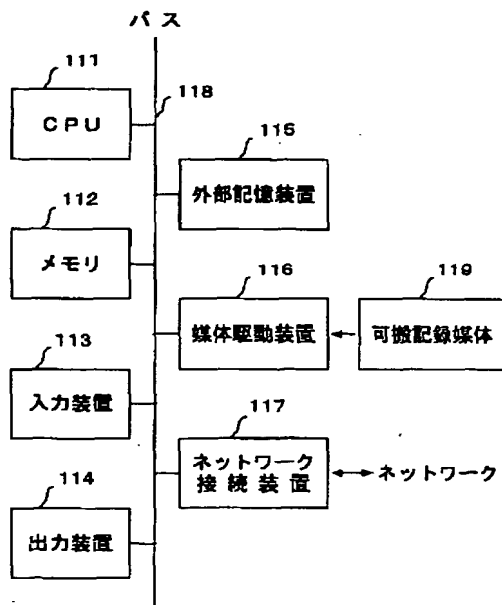 バス
118
111
CPU
112
メモリ
113
入力装置
114
出力装置
115
外部記憶装置
116
媒体駆動装置
119
可搬記録媒体
117
ネットワーク
接続装置
ネットワーク